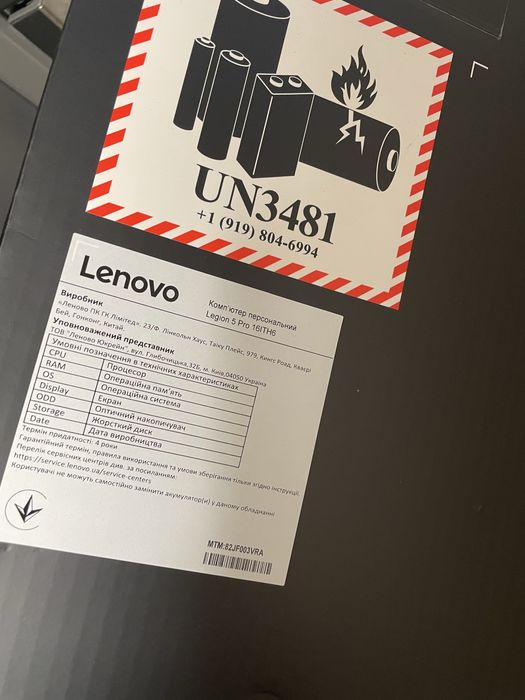 UN3481
+1 (919) 804-6994
Lenovo
Комп'ютер персональний
Legion 5 Pro 16ITH6
Виробник
«Леново ПК ГК Лімітед». 23/Ф. Лінкольн Хаус, Тайку Плейс, 979, Кингс Роад, Кваєрі
Бей, Гонконг, Китай.
Уповноважений представник
ТОВ "Леново Юкрейн", вул. Глибочицька,32Б, м. Київ,04050 Україна
Умовні позначення в технічних характеристиках
CPU Процесор
RAM Операційна пам'ять
OS Операційна система
Display Екран
ODD Оптичний накопичувач
Storage Жорсткий диск
Date Дата виробництва
Термін придатності: 4 роки
Гарантійний термін, правила використання та умови зберігання тільки згідно інструкції.
Перелік сервісних центрів див. за посиланням:
https://service.lenovo.ua/service-centers
Користувачі не можуть самостійно замінити акумулятор(и) у даному обладнанні
MTM:82JF003VRA